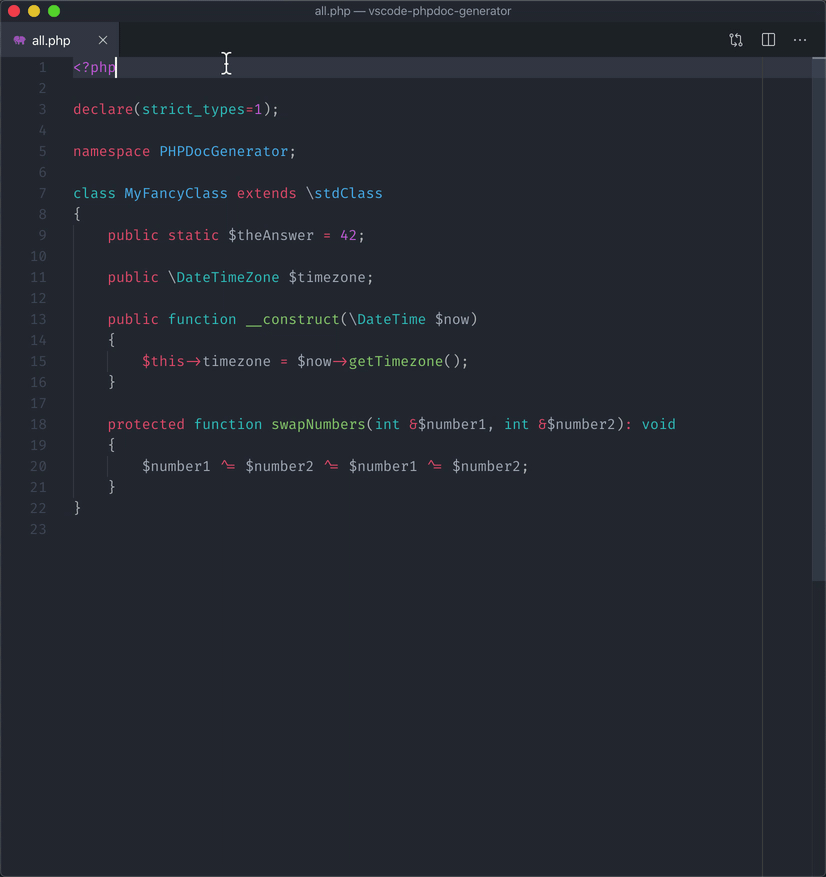 all.php — vscode-phpdoc-generator
all.php
1 <?php
2
3 declare(strict_types=1);
4
5 namespace PHPDocGenerator;
6
7 class MyFancyClass extends \stdClass
8 {
9 public static $theAnswer = 42;
10
11 public \DateTimeZone $timezone;
12
13 public function __construct(\DateTime $now)
14 {
15 $this->timezone = $now->getTimezone();
16 }
17
18 protected function swapNumbers(int &$number1, int &$number2): void
19 {
20 $number1 ^= $number2 ^= $number1 ^= $number2;
21 }
22 }
23